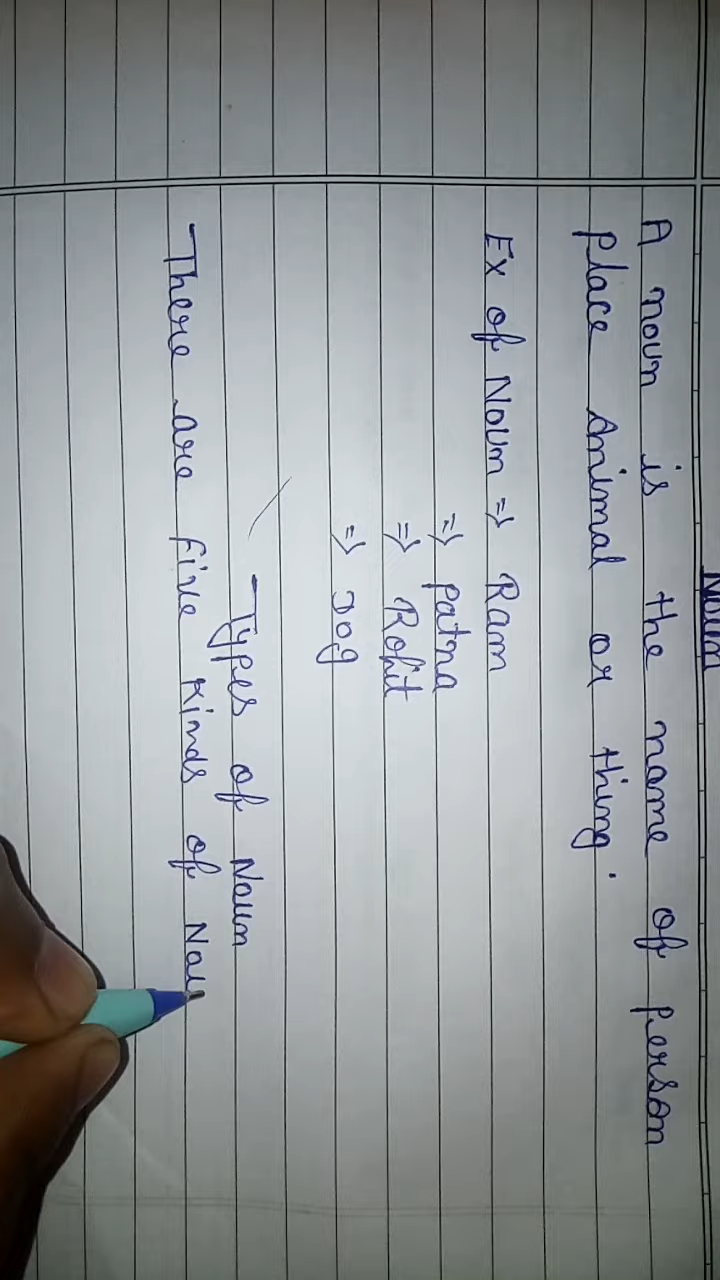 Noun
A noun is the name of person
place Animal or thing.
Ex of Noun ⇒ Ram
⇒ patna
⇒ Rohit
⇒ Dog
Types of Noun
There are five kinds of Nou